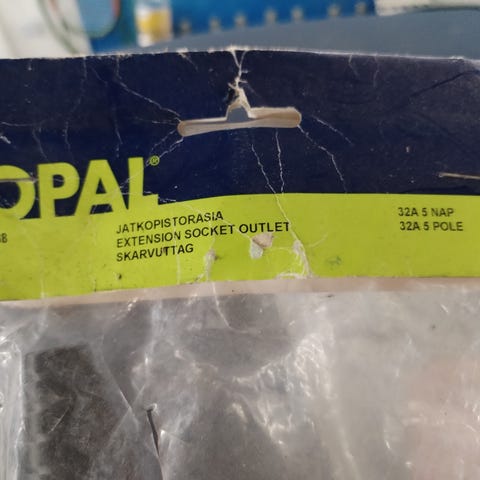 OPAL®
JATKOPISTORASIA
EXTENSION SOCKET OUTLET
SKARVUTTAG
32A 5 NAP
32A 5 POLE